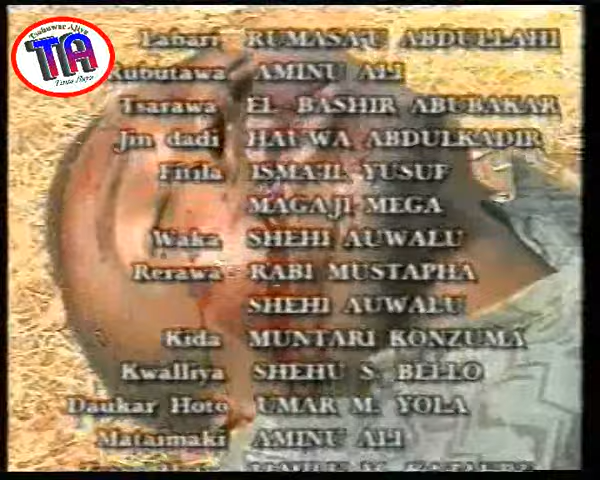 TA
Labari RUMASA'U ABDULLAHI
Rubutawa AMINU ALI
Tsarawa EL BASHIR ABUBAKAR
Jin dadi HAUWA ABDULKADIR
Fitila ISMA'IL YUSUF
MAGAJI MEGA
Waka SHEHI AUWALU
Rerawa RABI MUSTAPHA
SHEHI AUWALU
Kida MUNTARI KONZUMA
Kwalliya SHEHU S. BELLO
Daukar Hoto UMAR M. YOLA
Mataimaki AMINU ALI